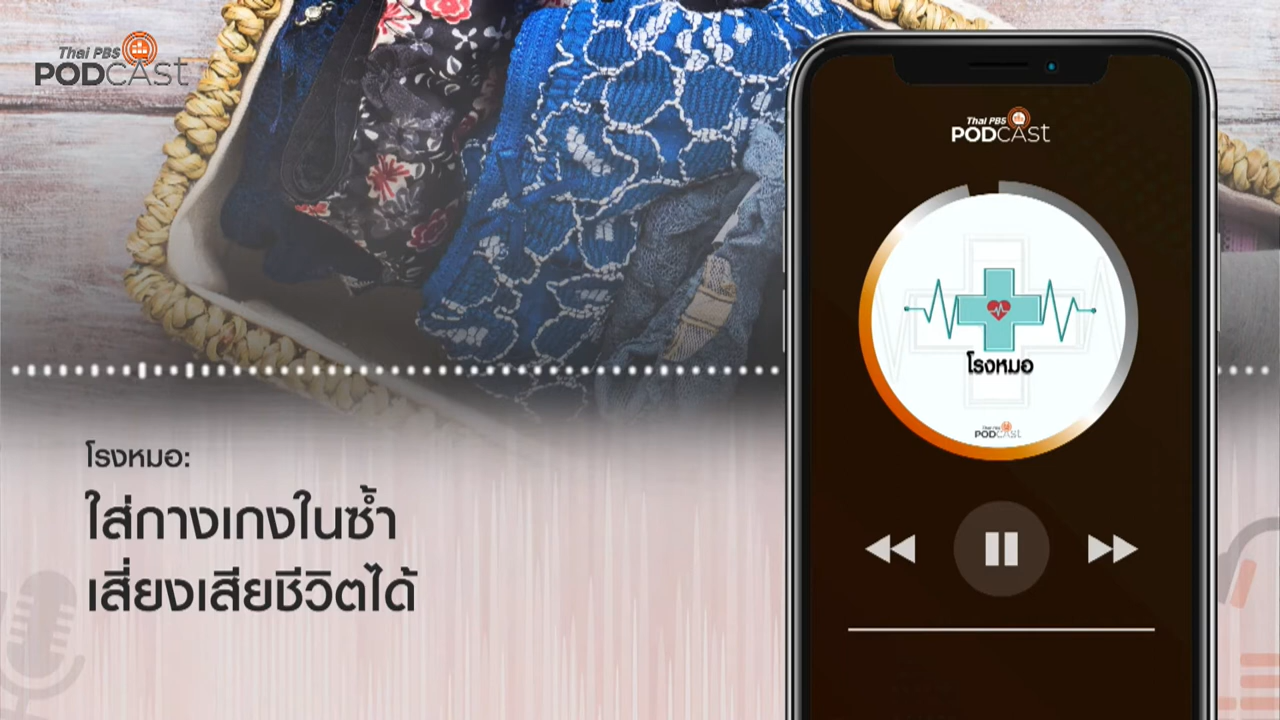 Thai PBS
PODCASt
โรงหมอ:
ใส่กางเกงในซ้ำ
เสี่ยงเสียชีวิตได้
Thai PBS
PODCASt
โรงหมอ
Thai PBS
PODCASt